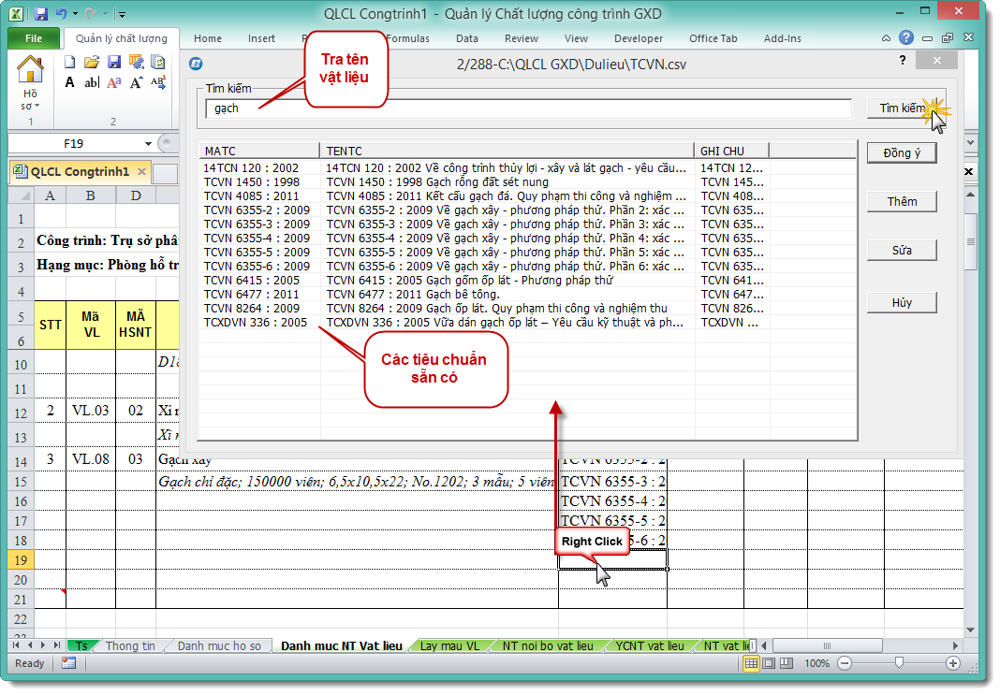 QLCL Congtrinh1 - Quản lý Chất lượng công trình GXD
File Quản lý chất lượng Home Insert Formulas Data Review View Developer Office Tab Add-Ins
Hồ sơ
1 2
Tra tên
vật liệu
2/288-C:\QLCL GXD\Dulieu\TCVN.csv
Tìm kiếm
gạch
Tìm kiếm
F19
QLCL Congtrinh1
MATC TENTC GHI CHU
14TCN 120 : 2002 14TCN 120 : 2002 Về công trình thủy lợi - xây và lát gạch - yêu cầu... 14TCN 12...
TCVN 1450 : 1998 TCVN 1450 : 1998 Gạch rỗng đất sét nung TCVN 145...
TCVN 4085 : 2011 TCVN 4085 : 2011 Kết cấu gạch đá. Quy phạm thi công và nghiệm ... TCVN 408...
TCVN 6355-2 : 2009 TCVN 6355-2 : 2009 Về gạch xây - phương pháp thử. Phần 2: xác ... TCVN 635...
TCVN 6355-3 : 2009 TCVN 6355-3 : 2009 Về gạch xây - phương pháp thử. Phần 3: xác ... TCVN 635...
TCVN 6355-4 : 2009 TCVN 6355-4 : 2009 Về gạch xây - phương pháp thử. Phần 4: xác ... TCVN 635...
TCVN 6355-5 : 2009 TCVN 6355-5 : 2009 Về gạch xây - phương pháp thử. Phần 5: xác ... TCVN 635...
TCVN 6355-6 : 2009 TCVN 6355-6 : 2009 Về gạch xây - phương pháp thử. Phần 6: xác ... TCVN 635...
TCVN 6415 : 2005 TCVN 6415 : 2005 Gạch gốm ốp lát - Phương pháp thử TCVN 641...
TCVN 6477 : 2011 TCVN 6477 : 2011 Gạch bê tông. TCVN 647...
TCVN 8264 : 2009 TCVN 8264 : 2009 Gạch ốp lát. Quy phạm thi công và nghiệm thu TCVN 826...
TCXDVN 336 : 2005 TCXDVN 336 : 2005 Vữa dán gạch ốp lát – Yêu cầu kỹ thuật và ph... TCXDVN ...
Đồng ý
Thêm
Sửa
Hủy
Các tiêu chuẩn
sẵn có
A B D
1
2 Công trình: Trụ sở phân
3 Hạng mục: Phòng hỗ tr
4
5
6
STT Mã VL MÃ HSNT
10 D18
11
12 2 VL.03 02 Xi m
13 Xi m
14 3 VL.08 03 Gạch xây TCVN 6355-2 : 2
15 Gạch chỉ đặc; 150000 viên; 6,5x10,5x22; No.1202; 3 mẫu; 5 viên TCVN 6355-3 : 2
16 TCVN 6355-4 : 2
17 TCVN 6355-5 : 2
18 5-6 : 2
Right Click
19
20
21
22
Ts Thong tin Danh muc ho so Danh muc NT Vat lieu Lay mau VL NT noi bo vat lieu YCNT vat lieu NT vat li
Ready 100%